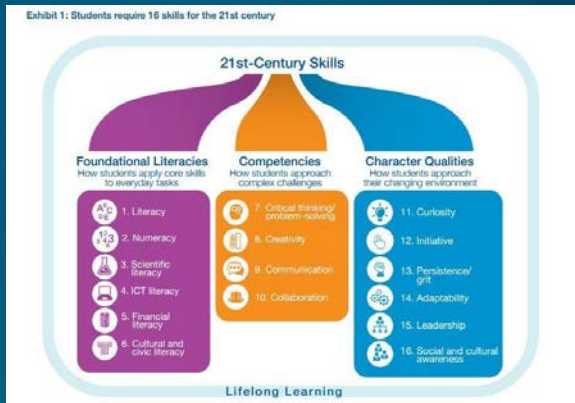 Exhibit 1: Students require 16 skills for the 21st century
21st-Century Skills
Foundational Literacies
How students apply core skills
to everyday tasks
1. Literacy
2. Numeracy
3. Scientific
literacy
4. ICT literacy
5. Financial
literacy
6. Cultural and
civic literacy
Competencies
How students approach
complex challenges
7. Critical thinking/
problem-solving
8. Creativity
9. Communication
10. Collaboration
Character Qualities
How students approach
their changing environment
11. Curiosity
12. Initiative
13. Persistence/
grit
14. Adaptability
15. Leadership
16. Social and cultural
awareness
Lifelong Learning